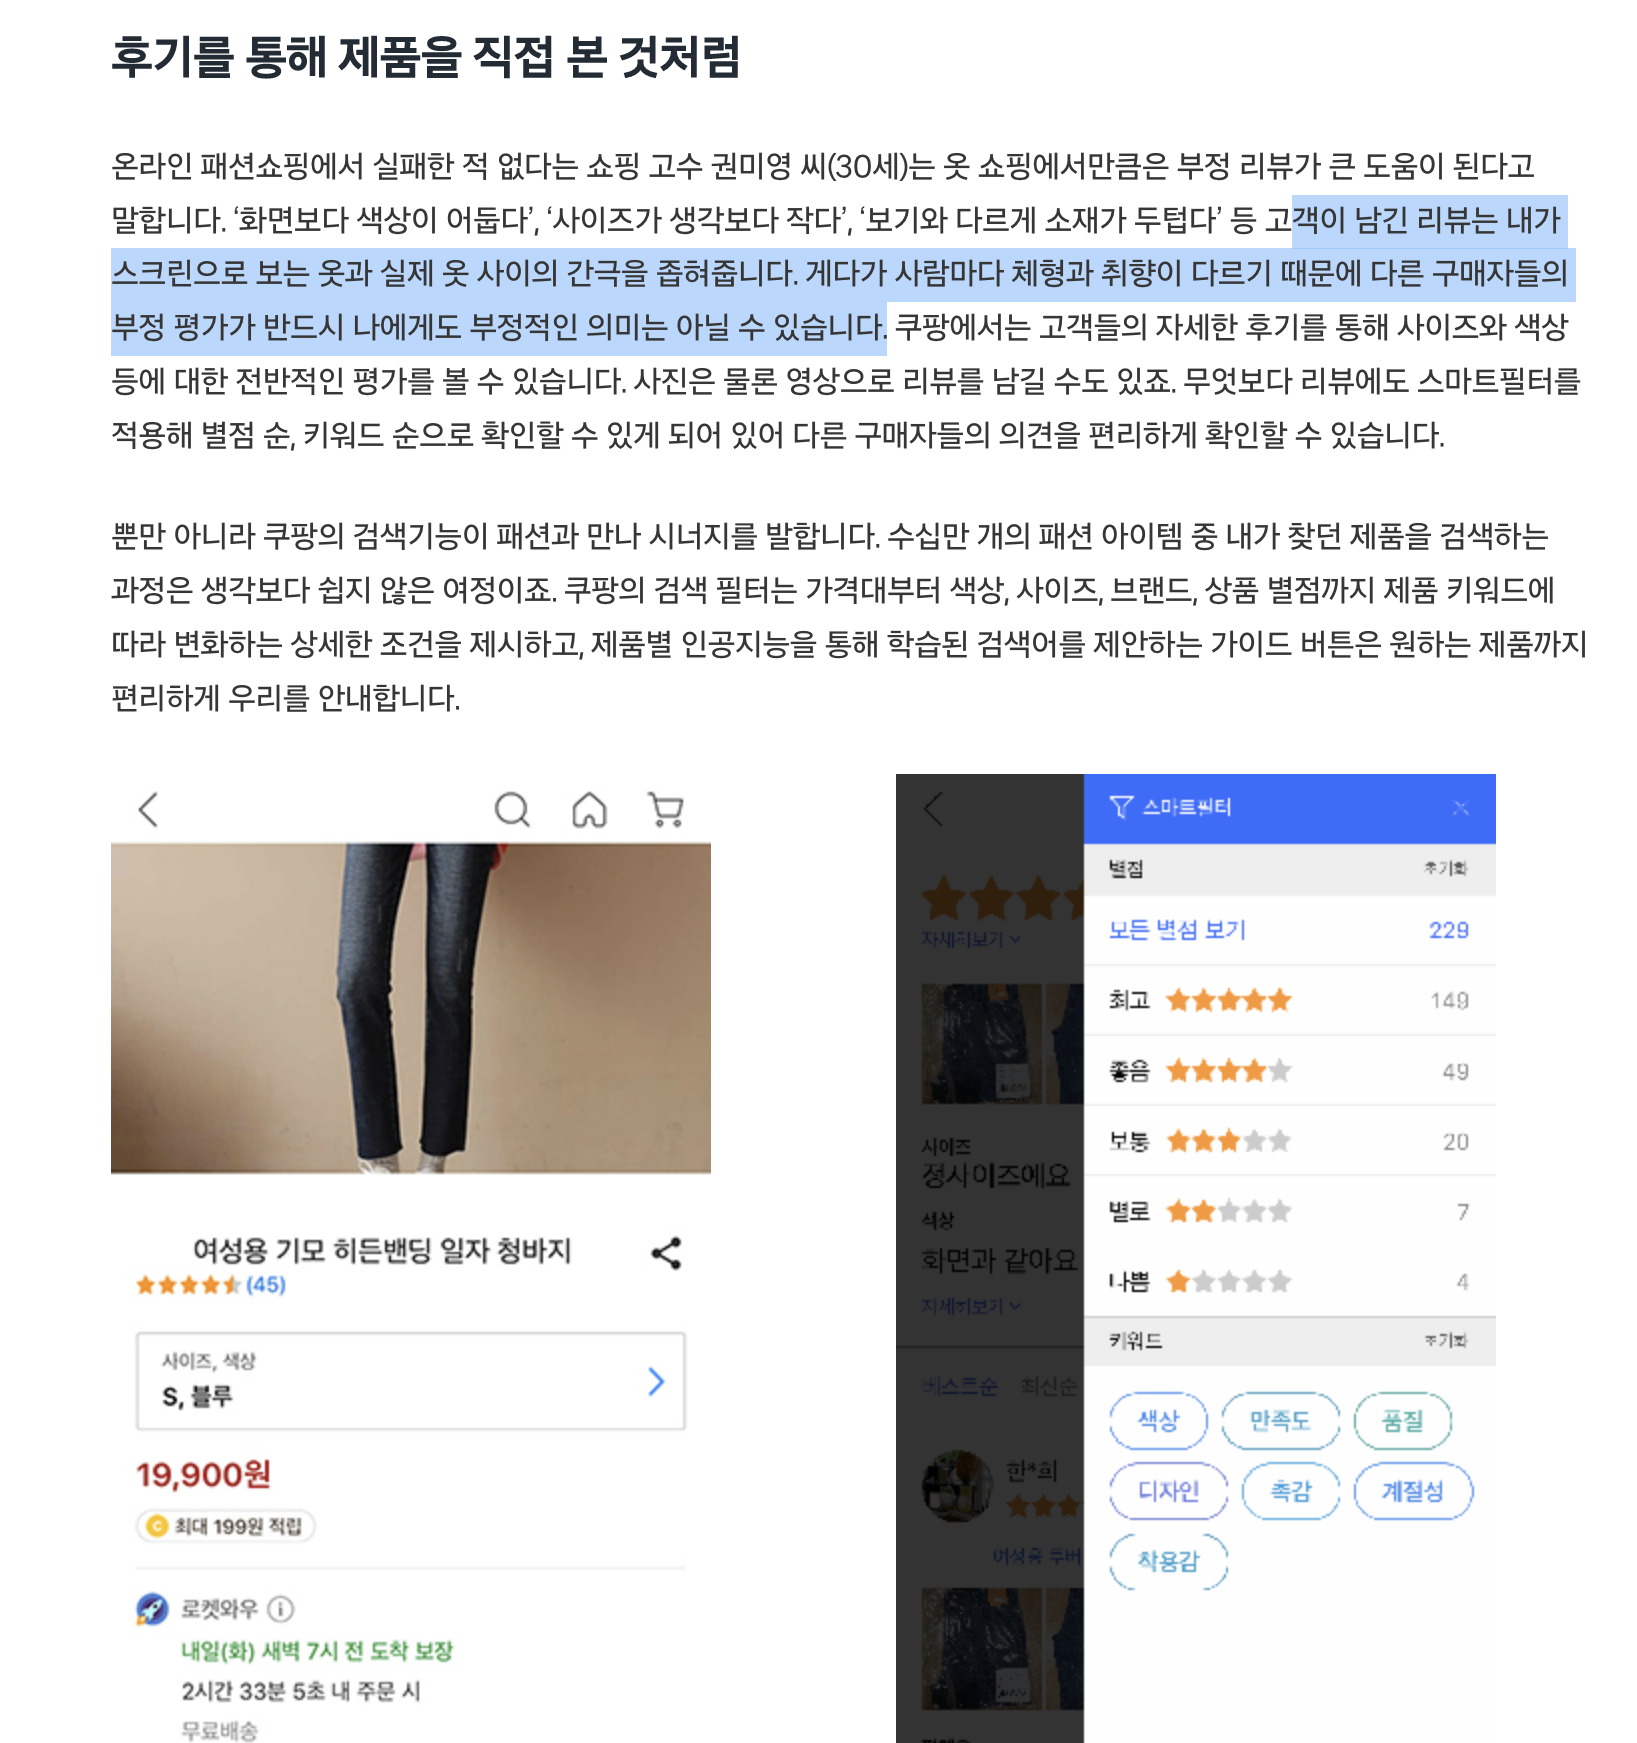 후기를 통해 제품을 직접 본 것처럼
온라인 패션쇼핑에서 실패한 적 없다는 쇼핑 고수 권미영 씨(30세)는 옷 쇼핑에서만큼은 부정 리뷰가 큰 도움이 된다고
말합니다. ‘화면보다 색상이 어둡다’, ‘사이즈가 생각보다 작다’, ‘보기와 다르게 소재가 두텁다’ 등 고객이 남긴 리뷰는 내가
스크린으로 보는 옷과 실제 옷 사이의 간극을 좁혀줍니다. 게다가 사람마다 체형과 취향이 다르기 때문에 다른 구매자들의
부정 평가가 반드시 나에게도 부정적인 의미는 아닐 수 있습니다. 쿠팡에서는 고객들의 자세한 후기를 통해 사이즈와 색상
등에 대한 전반적인 평가를 볼 수 있습니다. 사진은 물론 영상으로 리뷰를 남길 수도 있죠. 무엇보다 리뷰에도 스마트필터를
적용해 별점 순, 키워드 순으로 확인할 수 있게 되어 있어 다른 구매자들의 의견을 편리하게 확인할 수 있습니다.
뿐만 아니라 쿠팡의 검색기능이 패션과 만나 시너지를 발합니다. 수십만 개의 패션 아이템 중 내가 찾던 제품을 검색하는
과정은 생각보다 쉽지 않은 여정이죠. 쿠팡의 검색 필터는 가격대부터 색상, 사이즈, 브랜드, 상품 별점까지 제품 키워드에
따라 변화하는 상세한 조건을 제시하고, 제품별 인공지능을 통해 학습된 검색어를 제안하는 가이드 버튼은 원하는 제품까지
편리하게 우리를 안내합니다.
여성용 기모 히든밴딩 일자 청바지
(45)
사이즈, 색상
S, 블루
19,900원
최대 199원 적립
로켓와우
내일(화) 새벽 7시 전 도착 보장
2시간 33분 5초 내 주문 시
무료배송
자세히보기
사이즈
정사이즈에요
색상
화면과 같아요
자세히보기
베스트순 최신순
한*희
여성용
스마트필터
별점 초기화
모든 별점 보기 229
최고 149
좋음 49
보통 20
별로 7
나쁨 4
키워드 초기화
색상 만족도 품질
디자인 촉감 계절성
착용감